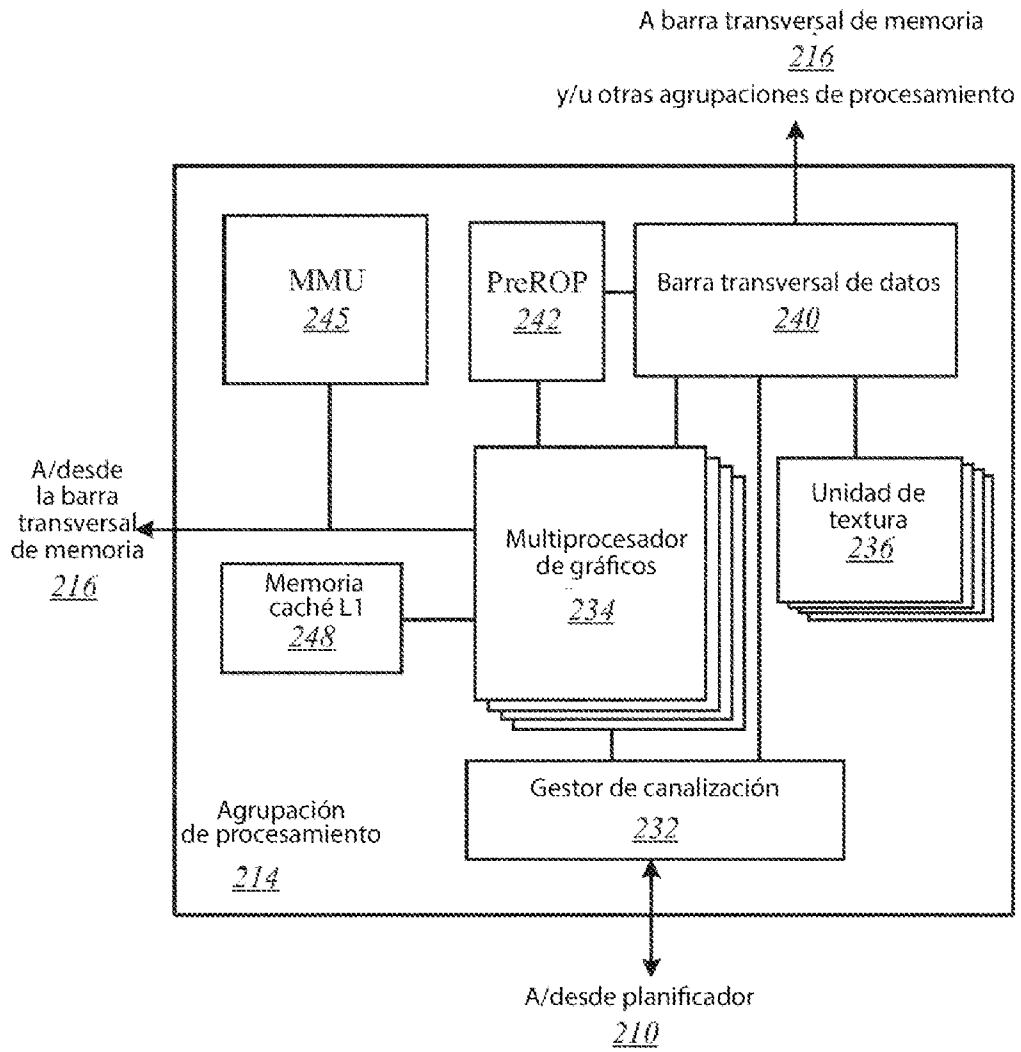 A barra transversal de memoria
216
y/u otras agrupaciones de procesamiento
MMU
245
PreROP
242
Barra transversal de datos
240
A/desde
la barra
transversal
de memoria
216
Memoria
caché L1
248
Multiprocesador
de gráficos
234
Unidad de
textura
236
Gestor de canalización
232
Agrupación
de procesamiento
214
A/desde planificador
210